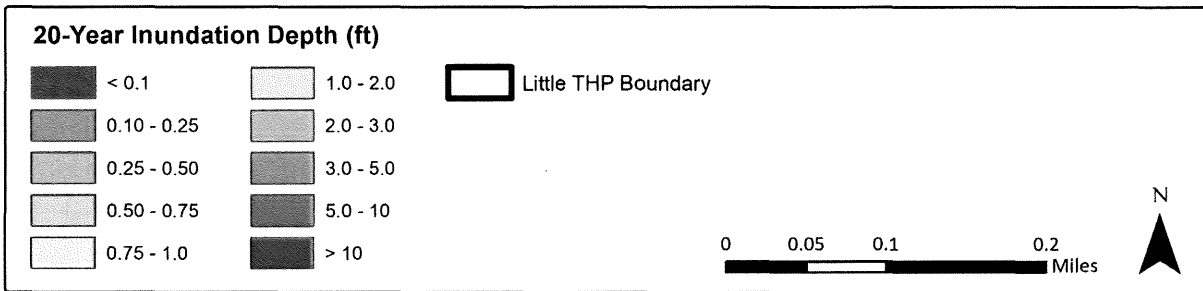 20-Year Inundation Depth (ft)
< 0.1
0.10 - 0.25
0.25 - 0.50
0.50 - 0.75
0.75 - 1.0
1.0 - 2.0
2.0 - 3.0
3.0 - 5.0
5.0 - 10
> 10
Little THP Boundary
0 0.05 0.1 0.2
Miles
N